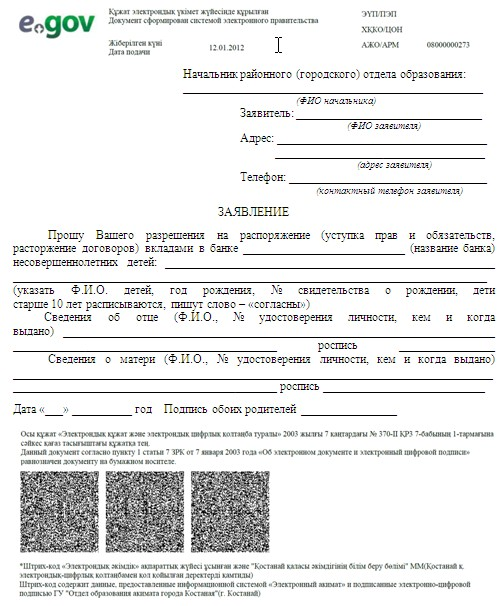 e.gov
Құжат электрондық үкімет жүйесінде құрылған
Документ сформирован системой электронного правительства
ЭҮП/ПЭП
ХҚКО/ЦОН
Жіберілген күні
Дата подачи
12.01.2012
АЖО/АРМ 08000000273
Начальник районного (городского) отдела образования:
(ФИО начальника)
Заявитель:
(ФИО заявителя)
Адрес:
(адрес заявителя)
Телефон:
(контактный телефон заявителя)
ЗАЯВЛЕНИЕ
Прошу Вашего разрешения на распоряжение (уступка прав и обязательств,
расторжение договоров) вкладами в банке ____________ (название банка)
несовершеннолетних детей:
(указать Ф.И.О. детей, год рождения, № свидетельства о рождении, дети
старше 10 лет расписываются, пишут слово – «согласны»)
Сведения об отце (Ф.И.О., № удостоверения личности, кем и когда
выдано)
роспись
Сведения о матери (Ф.И.О., № удостоверения личности, кем и когда выдано)
роспись
Дата «___» ________ год Подпись обоих родителей ____________
Осы құжат «Электрондық құжат және электрондық цифрлық қолтаңба туралы» 2003 жылғы 7 қаңтардағы № 370-II ҚРЗ 7-бабының 1-тармағына
сәйкес қағаз тасығыштағы құжатқа тең.
Данный документ согласно пункту 1 статьи 7 ЗРК от 7 января 2003 года «Об электронном документе и электронный цифровой подписи»
равнозначен документу на бумажном носителе.
*Штрих-код «Электрондық әкімдік» ақпараттық жүйесі ұсынған және "Қостанай қаласы әкімдігінің білім беру бөлімі" ММ(Қостанай қ.
электрондық-цифрлық қолтаңбамен қол қойылған деректерді қамтиды)
Штрих-код содержит данные, предоставленные информационной системой «Электронный акимат» и подписанные электронно-цифровой
подписью ГУ "Отдел образования акимата города Костаная"(г. Костанай)